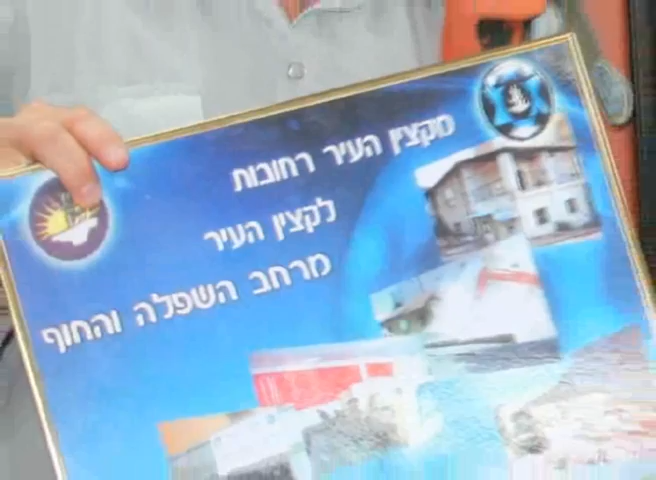 מקצין העיר רחובות
לקצין העיר
מרחב השפלה והחוף